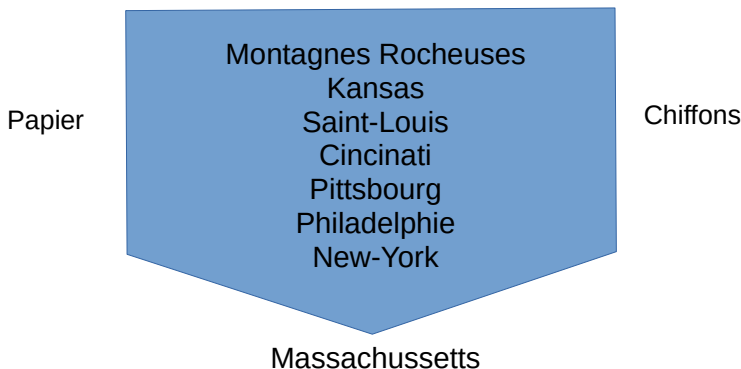 Montagnes Rocheuses
Kansas
Papier
Chiffons
Saint-Louis
Cincinati
Pittsbourg
Philadelphie
New-York
Massachussetts